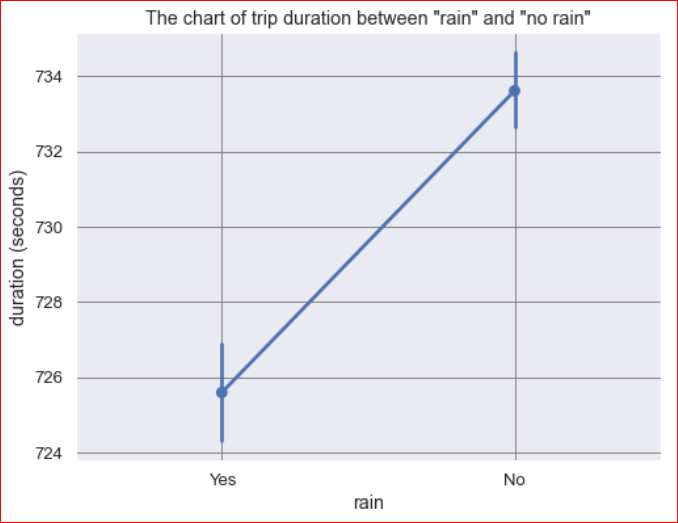 The chart of trip duration between "rain" and "no rain"
duration (seconds)
734
732
730
728
726
724
Yes
No
rain